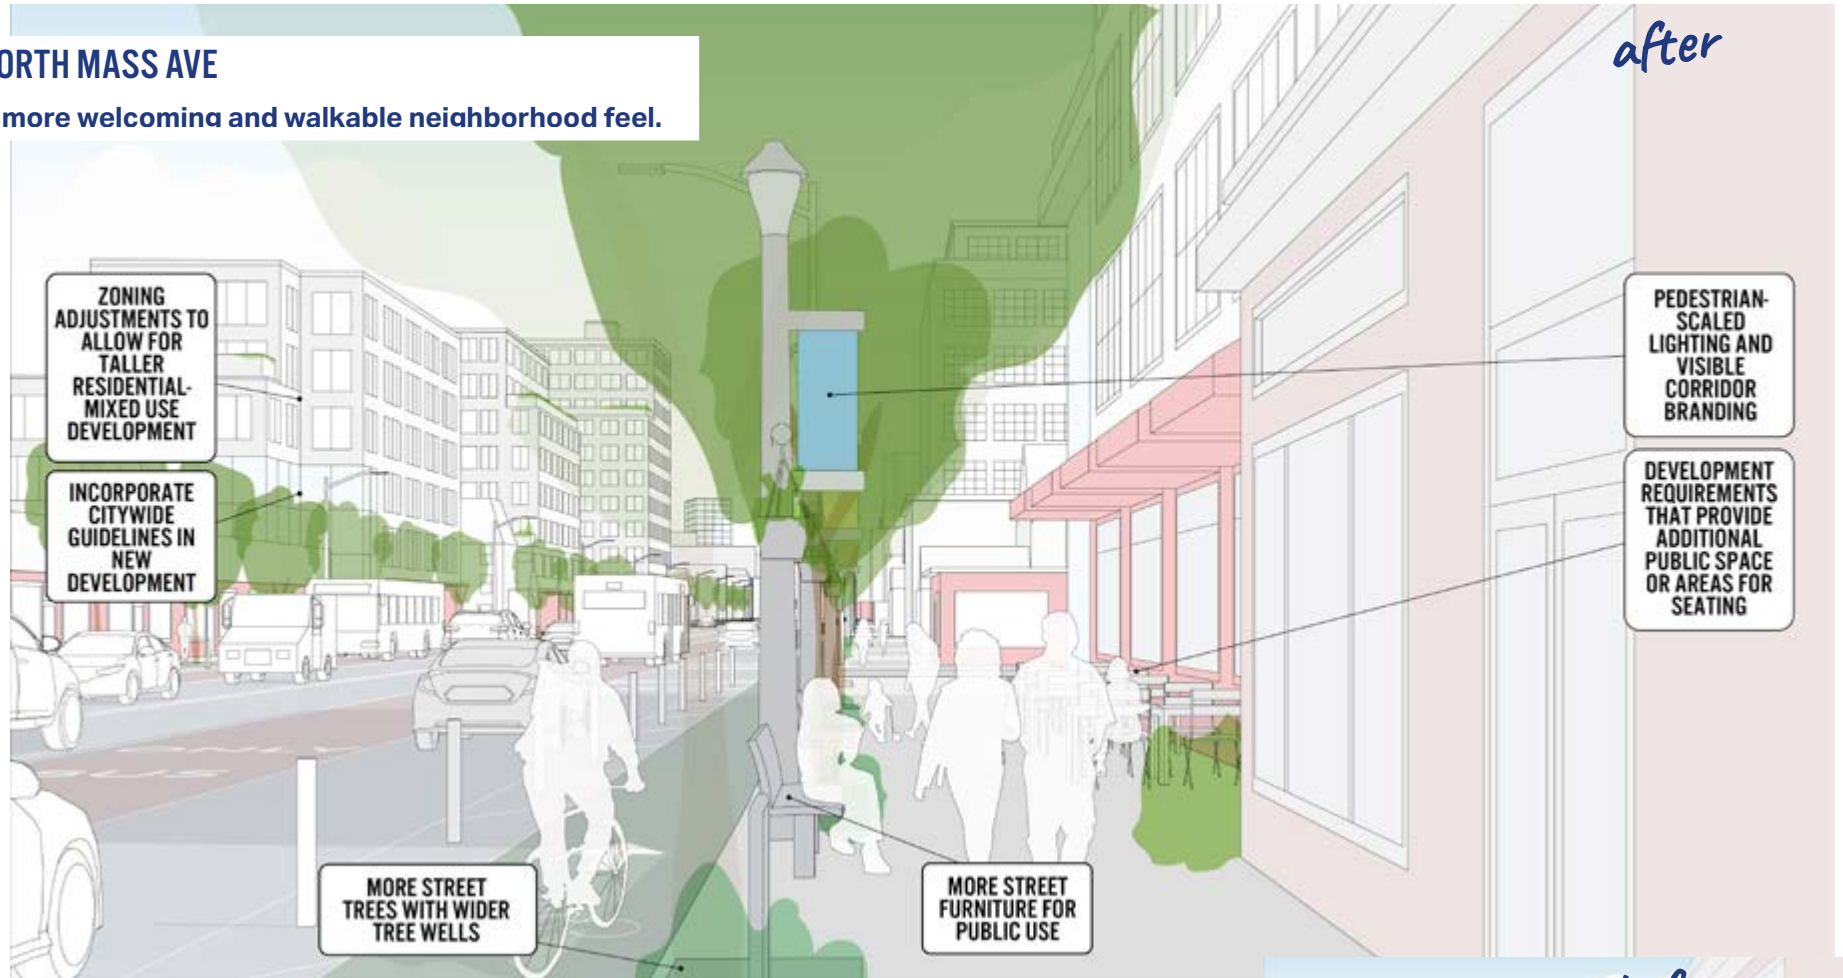 ORTH MASS AVE
more welcoming and walkable neighborhood feel.
after
ZONING
ADJUSTMENTS TO
ALLOW FOR
TALLER
RESIDENTIAL-
MIXED USE
DEVELOPMENT
INCORPORATE
CITYWIDE
GUIDELINES IN
NEW
DEVELOPMENT
PEDESTRIAN-
SCALED
LIGHTING AND
VISIBLE
CORRIDOR
BRANDING
DEVELOPMENT
REQUIREMENTS
THAT PROVIDE
ADDITIONAL
PUBLIC SPACE
OR AREAS FOR
SEATING
ONLY
BUS
MORE STREET
TREES WITH WIDER
TREE WELLS
MORE STREET
FURNITURE FOR
PUBLIC USE